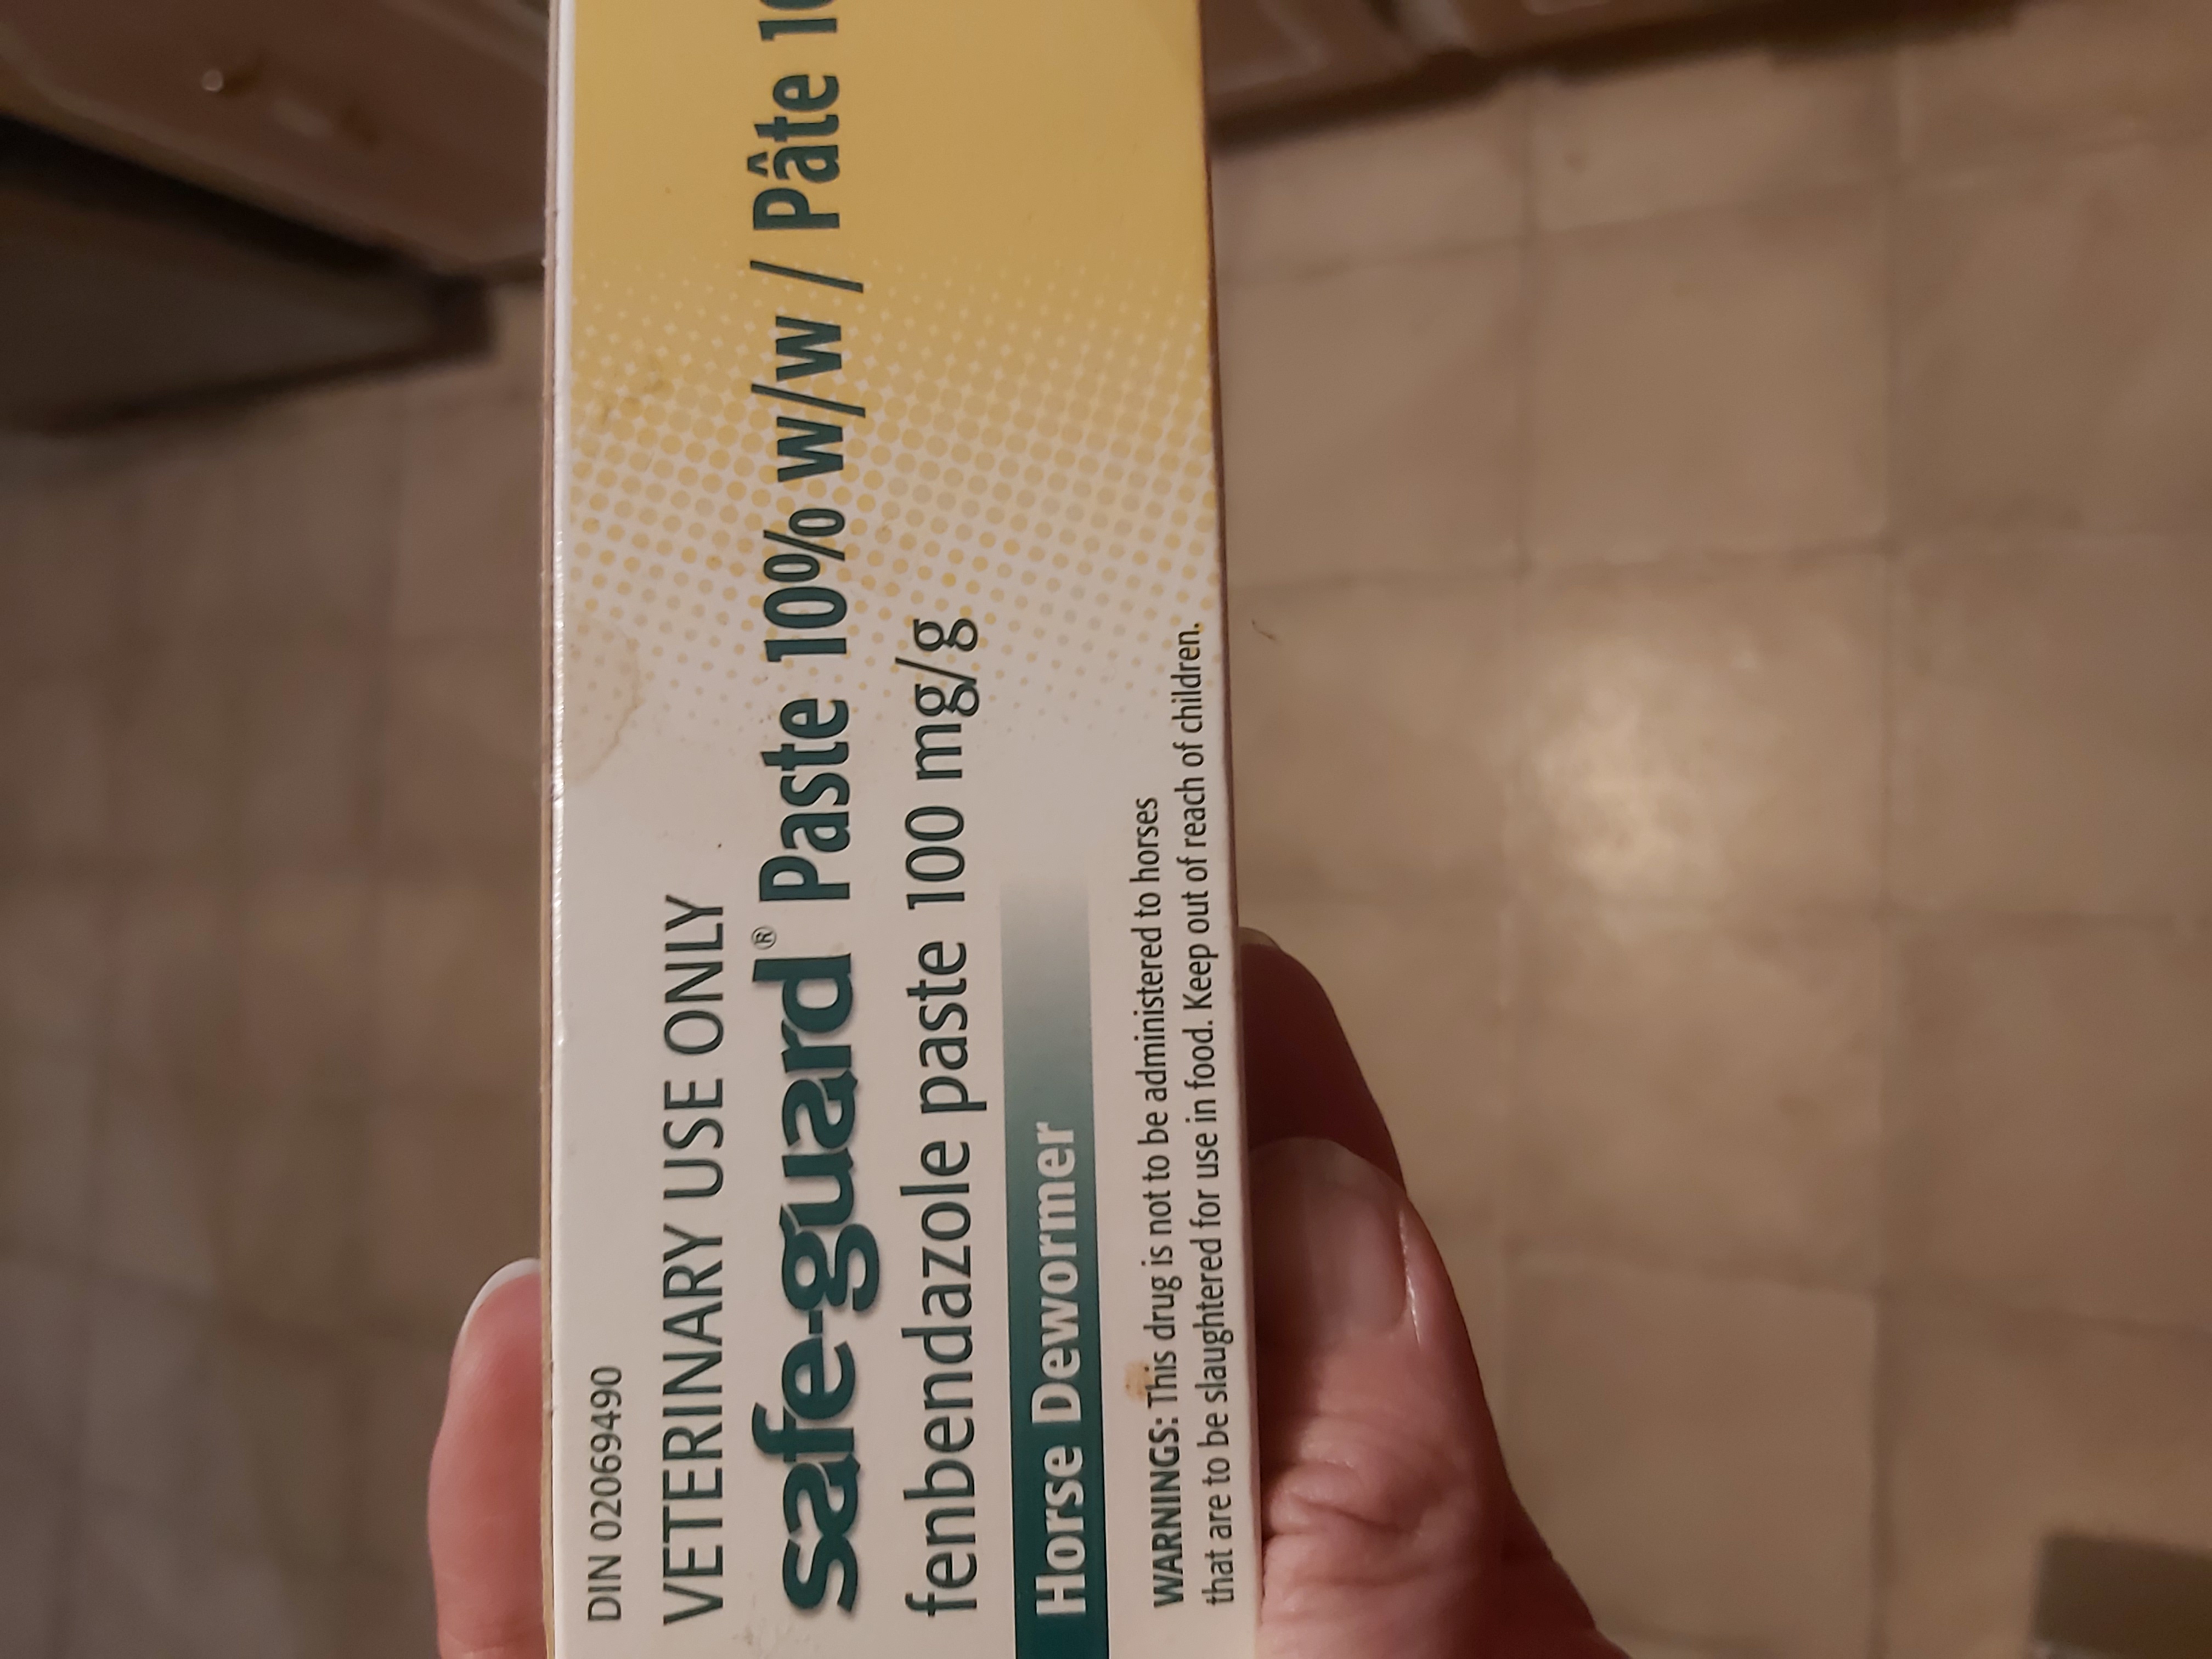 DIN 02069490
VETERINARY USE ONLY
safe-guard® Paste 10% w/w / Pâte
fenbendazole paste 100 mg/g
Horse Dewormer
WARNINGS: This drug is not to be administered to horses
that are to be slaughtered for use in food. Keep out of reach of children.